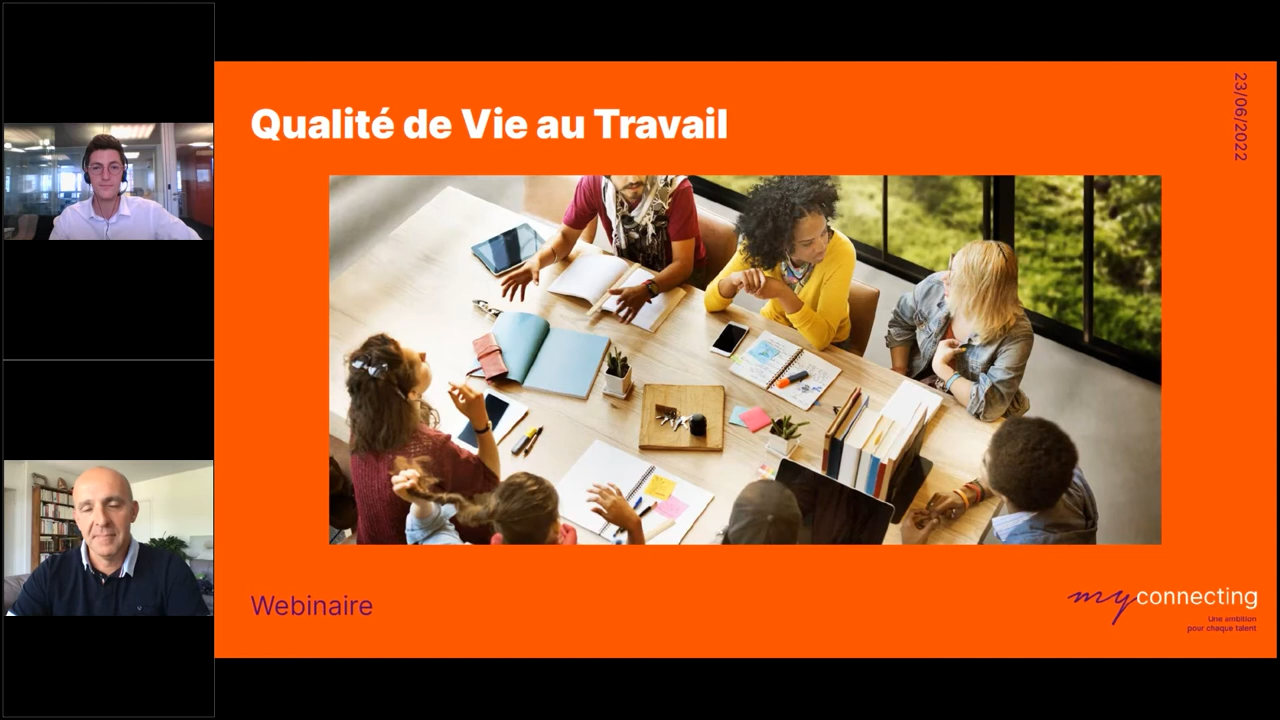 Qualité de Vie au Travail
23/06/2022
Webinaire
myconnecting
Une ambition
pour chaque talent